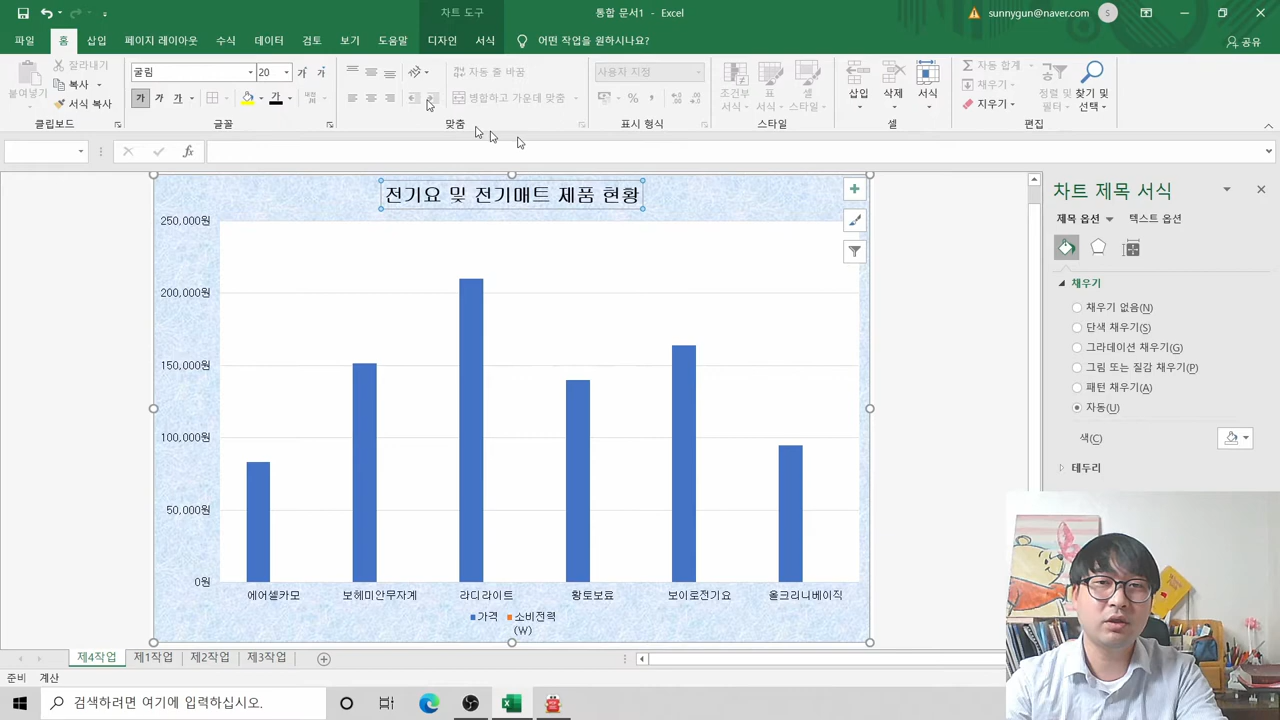 차트 도구
통합 문서1 - Excel
sunnygun@naver.com
S
파일
홈
삽입
페이지 레이아웃
수식
데이터
검토
보기
도움말
디자인
서식
어떤 작업을 원하시나요?
공유
붙여넣기
잘라내기
복사
서식 복사
클립보드
굴림
20
가
가
가
글꼴
자동 줄 바꿈
병합하고 가운데 맞춤
맞춤
사용자 지정
표시 형식
조건부 서식
표 서식
셀 스타일
스타일
삽입
삭제
서식
셀
자동 합계
채우기
지우기
정렬 및 필터
찾기 및 선택
편집
fx
전기요 및 전기매트 제품 현황
250,000원
200,000원
150,000원
100,000원
50,000원
0원
에어셀카모
보헤미안무자계
라디라이트
황토보료
보이로전기요
올크리니베이직
가격
소비전력
(W)
차트 제목 서식
제목 옵션
텍스트 옵션
채우기
채우기 없음(N)
단색 채우기(S)
그라데이션 채우기(G)
그림 또는 질감 채우기(P)
패턴 채우기(A)
자동(U)
색(C)
테두리
제4작업
제1작업
제2작업
제3작업
준비
계산
검색하려면 여기에 입력하십시오.